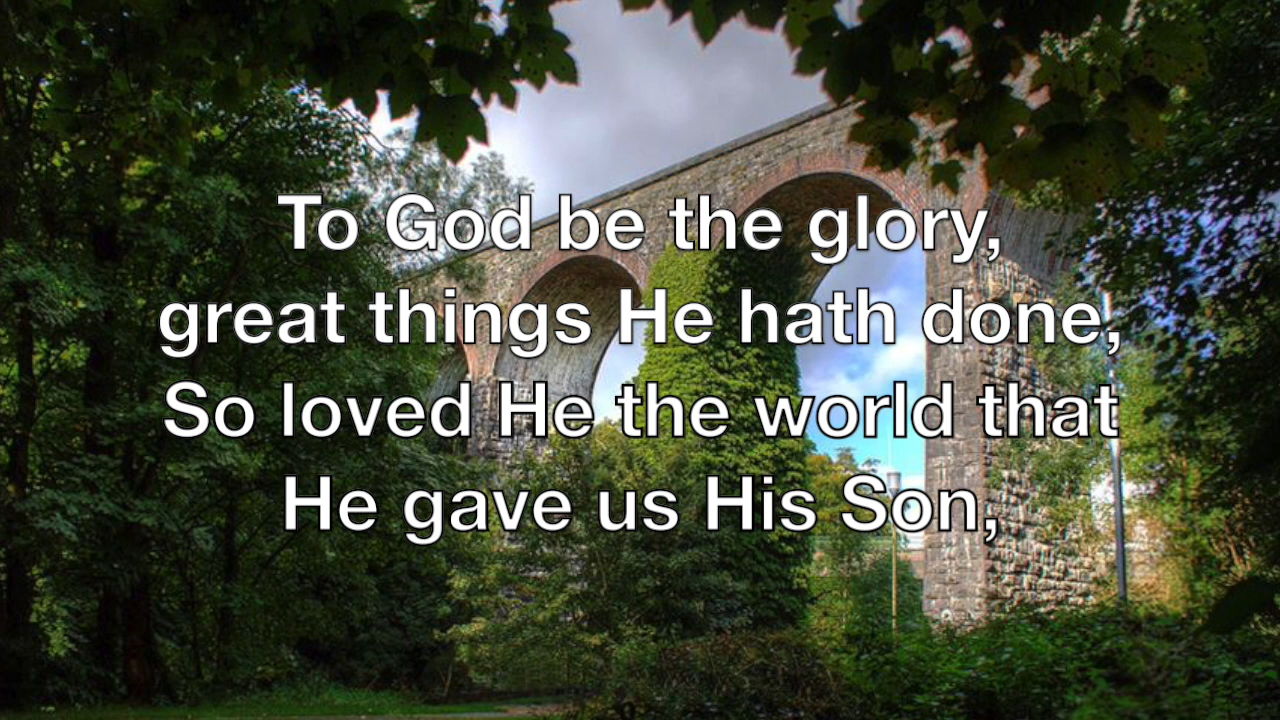 To God be the glory,
great things He hath done,
So loved He the world that
He gave us His Son,